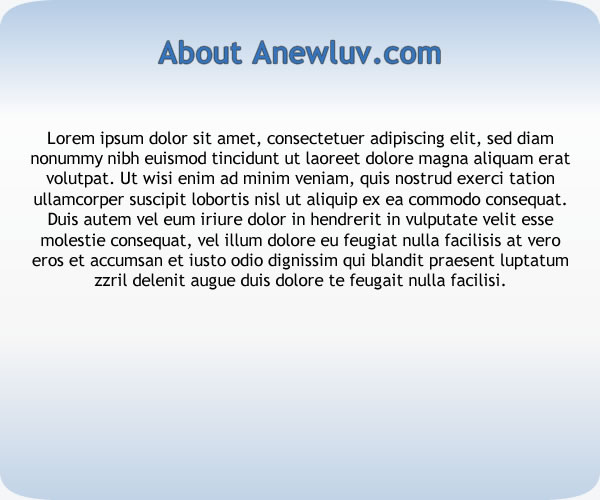 About Anewluv.com
Lorem ipsum dolor sit amet, consectetuer adipiscing elit, sed diam
nonummy nibh euismod tincidunt ut laoreet dolore magna aliquam erat
volutpat. Ut wisi enim ad minim veniam, quis nostrud exerci tation
ullamcorper suscipit lobortis nisl ut aliquip ex ea commodo consequat.
Duis autem vel eum iriure dolor in hendrerit in vulputate velit esse
molestie consequat, vel illum dolore eu feugiat nulla facilisis at vero
eros et accumsan et iusto odio dignissim qui blandit praesent luptatum
zzril delenit augue duis dolore te feugait nulla facilisi.